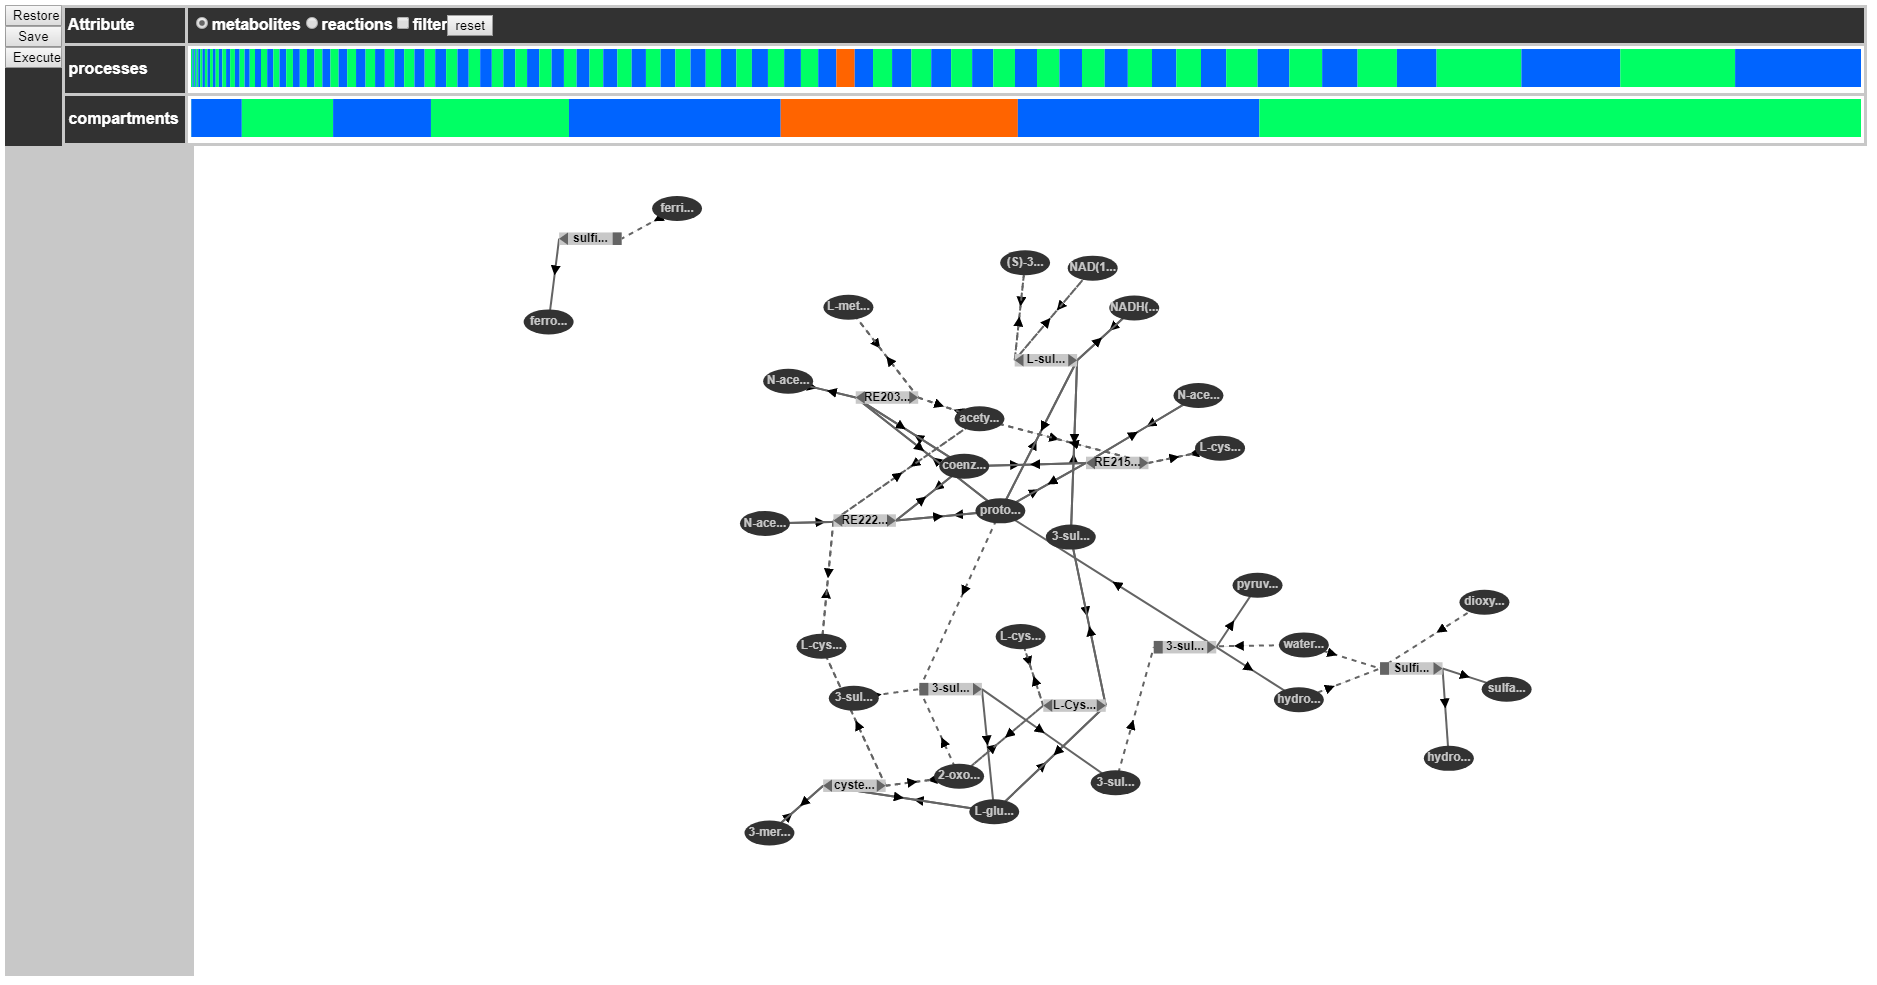 Restore
Save
Execute
Attribute
metabolites reactions filter reset
processes
compartments
ferri...
sulfi...
ferro...
(S)-3...
NAD(1...
NADH(...
L-met...
L-sul...
N-ace...
RE203...
N-ace...
acety...
L-cys...
coenz...
RE215...
proto...
N-ace...
RE222...
3-sul...
pyruv...
dioxy...
L-cys...
L-cys...
3-sul...
water...
Sulfi...
3-sul...
3-sul...
L-Cys...
hydro...
sulfa...
hydro...
2-oxo...
cyste...
3-sul...
L-glu...
3-mer...